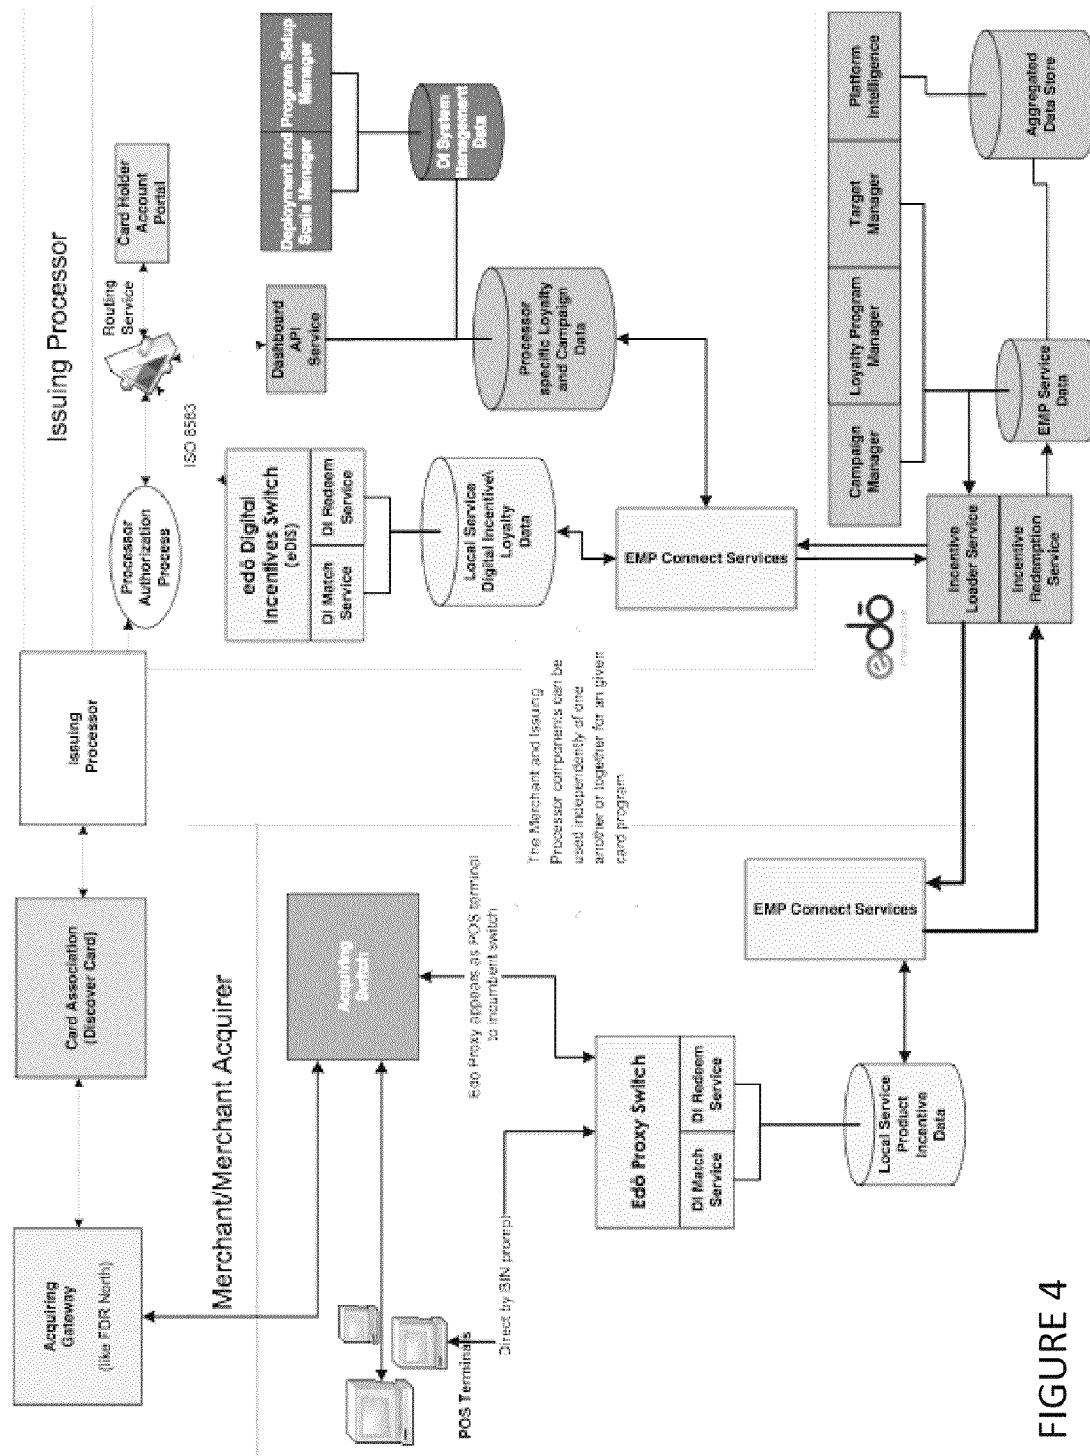 Issuing Processor
Acquiring
Gateway
(like FDR North)
Card Association
(Discover Card)
Issuing
Processor
Processor
Authorization
Process
Routing
Service
Card Holder
Account
Portal
ISO 8583
Merchant/Merchant Acquirer
Acquiring
Switch
edō Digital
Incentives Switch
(eDIS)
DI Match
Service
DI Redeem
Service
Dashboard
API
Service
Deployment and
Scale Manager
Program Setup
Manager
POS Terminals
Local Service
Digital Incentive\
Loyalty
Data
Processor
specific Loyalty
and Campaign
Data
DI System
Management
Data
Edo Proxy appears as POS terminal
to incumbent switch
Direct by BIN prompt
The Merchant and Issuing
Processor components can be
used independently of one
another or together for an given
card program
Edō Proxy Switch
DI Match
Service
DI Redeem
Service
EMP Connect Services
EMP Connect Services
Local Service
Product
Incentive
Data
edō
Campaign
Manager
Loyalty Program
Manager
Target
Manager
Platform
Intelligence
Incentive
Loader Service
Incentive
Redemption
Service
EMP Service
Data
Aggregated
Data Store
FIGURE 4